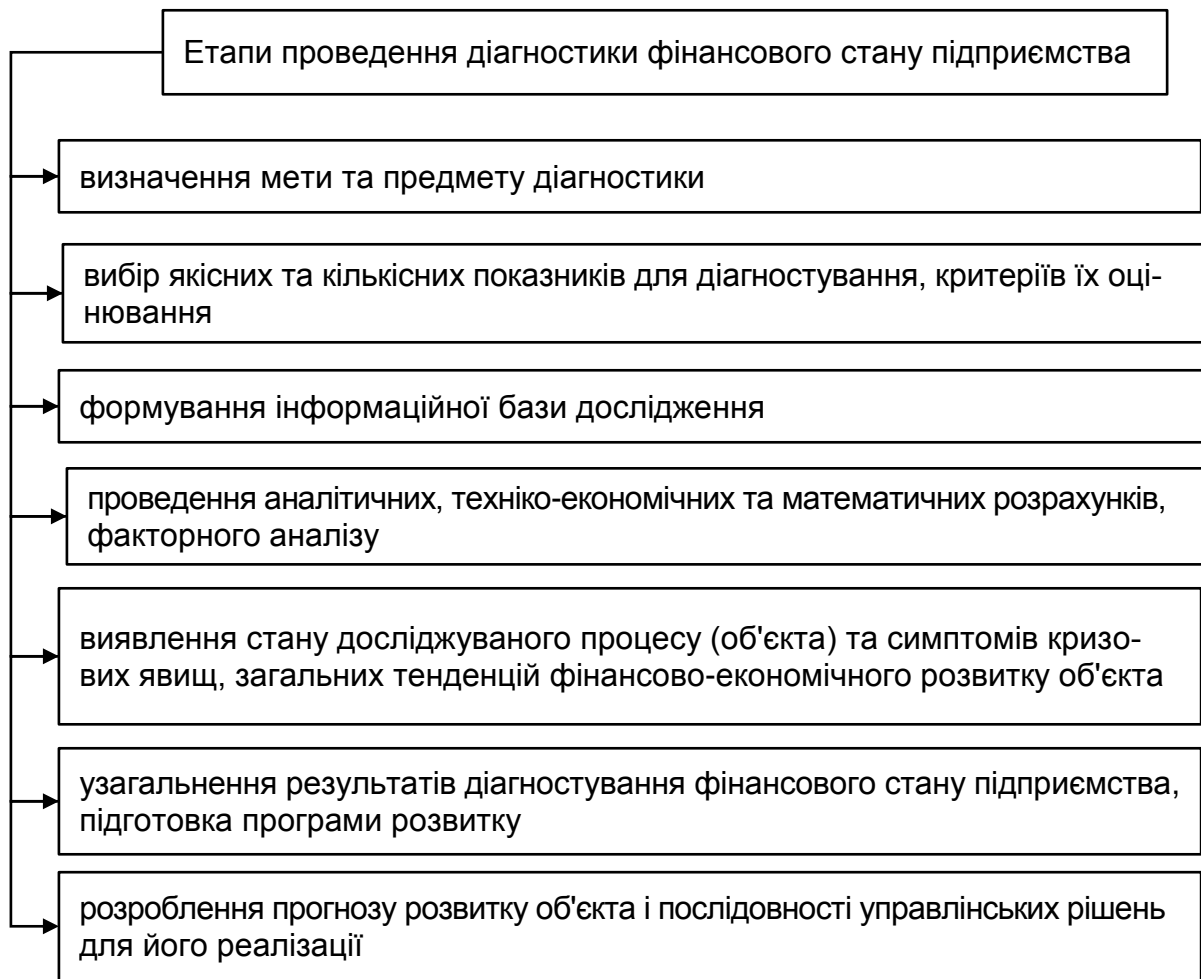 Етапи проведення діагностики фінансового стану підприємства
визначення мети та предмету діагностики
вибір якісних та кількісних показників для діагностування, критеріїв їх оці-
нювання
формування інформаційної бази дослідження
проведення аналітичних, техніко-економічних та математичних розрахунків,
факторного аналізу
виявлення стану досліджуваного процесу (об'єкта) та симптомів кризо-
вих явищ, загальних тенденцій фінансово-економічного розвитку об'єкта
узагальнення результатів діагностування фінансового стану підприємства,
підготовка програми розвитку
розроблення прогнозу розвитку об'єкта і послідовності управлінських рішень
для його реалізації